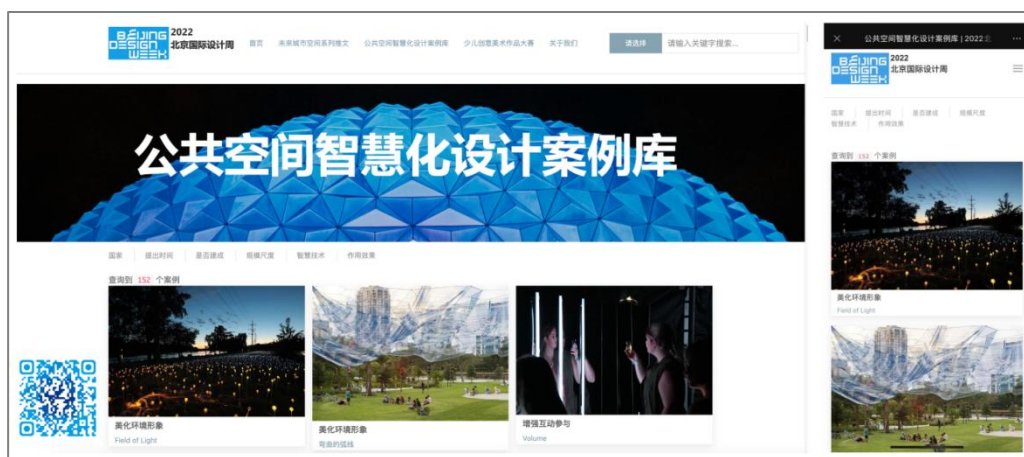 BEIJING
DESIGN
WEEK
2022
北京国际设计周
首页
未来城市空间系列推文
公共空间智慧化设计案例库
少儿创意美术作品大赛
关于我们
请选择
请输入关键字搜索...
公共空间智慧化设计案例库
国家
提出时间
是否建成
规模尺度
智慧技术
作用效果
查询到 152 个案例
美化环境形象
Field of Light
美化环境形象
弯曲的弧线
增强互动参与
Volume
公共空间智慧化设计案例库 | 2022北
BEIJING
DESIGN
WEEK
2022
北京国际设计周
国家
提出时间
是否建成
规模尺度
智慧技术
作用效果
查询到 152 个案例
美化环境形象
Field of Light